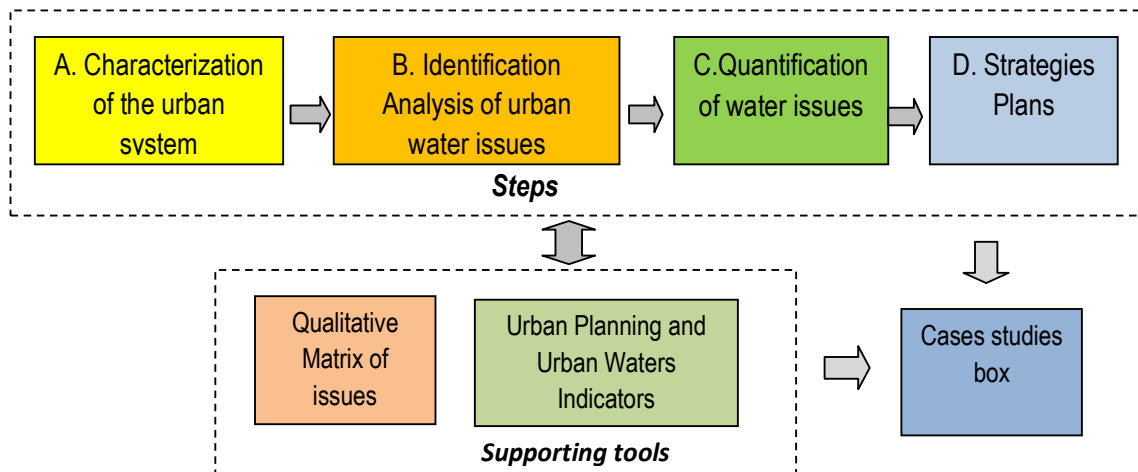 A. Characterization
of the urban
system
B. Identification
Analysis of urban
water issues
C.Quantification
of water issues
D. Strategies
Plans
Steps
Qualitative
Matrix of
issues
Urban Planning and
Urban Waters
Indicators
Cases studies
box
Supporting tools